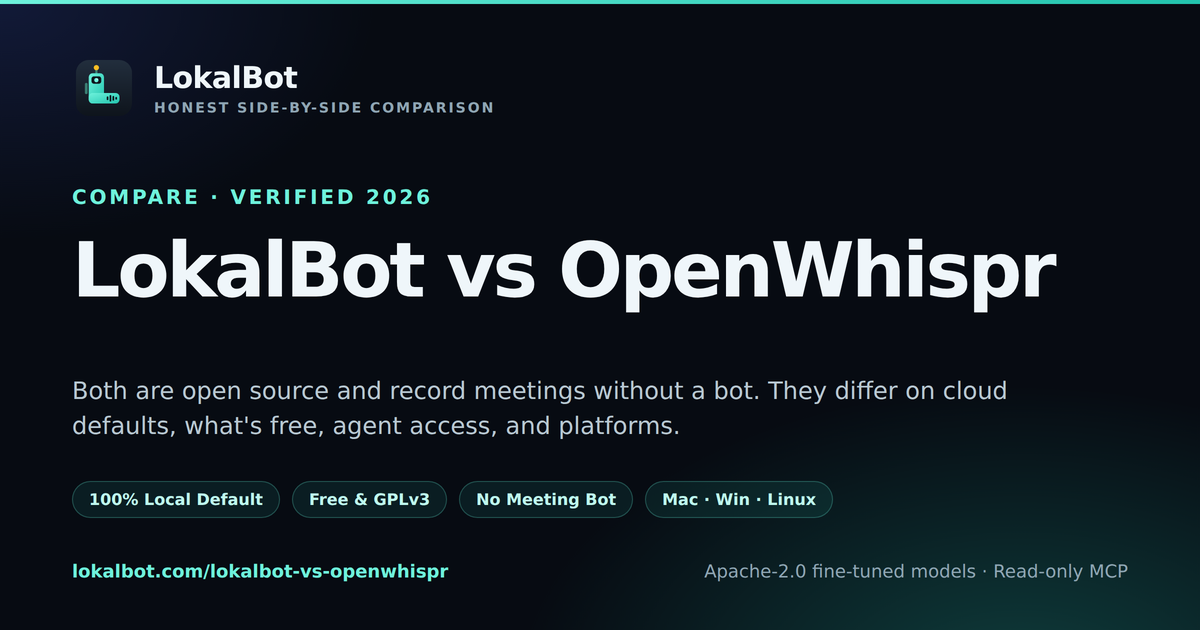 LokalBot
HONEST SIDE-BY-SIDE COMPARISON
COMPARE · VERIFIED 2026
LokalBot vs OpenWhispr
Both are open source and record meetings without a bot. They differ on cloud
defaults, what's free, agent access, and platforms.
100% Local Default
Free & GPLv3
No Meeting Bot
Mac · Win · Linux
lokalbot.com/lokalbot-vs-openwhispr
Apache-2.0 fine-tuned models · Read-only MCP